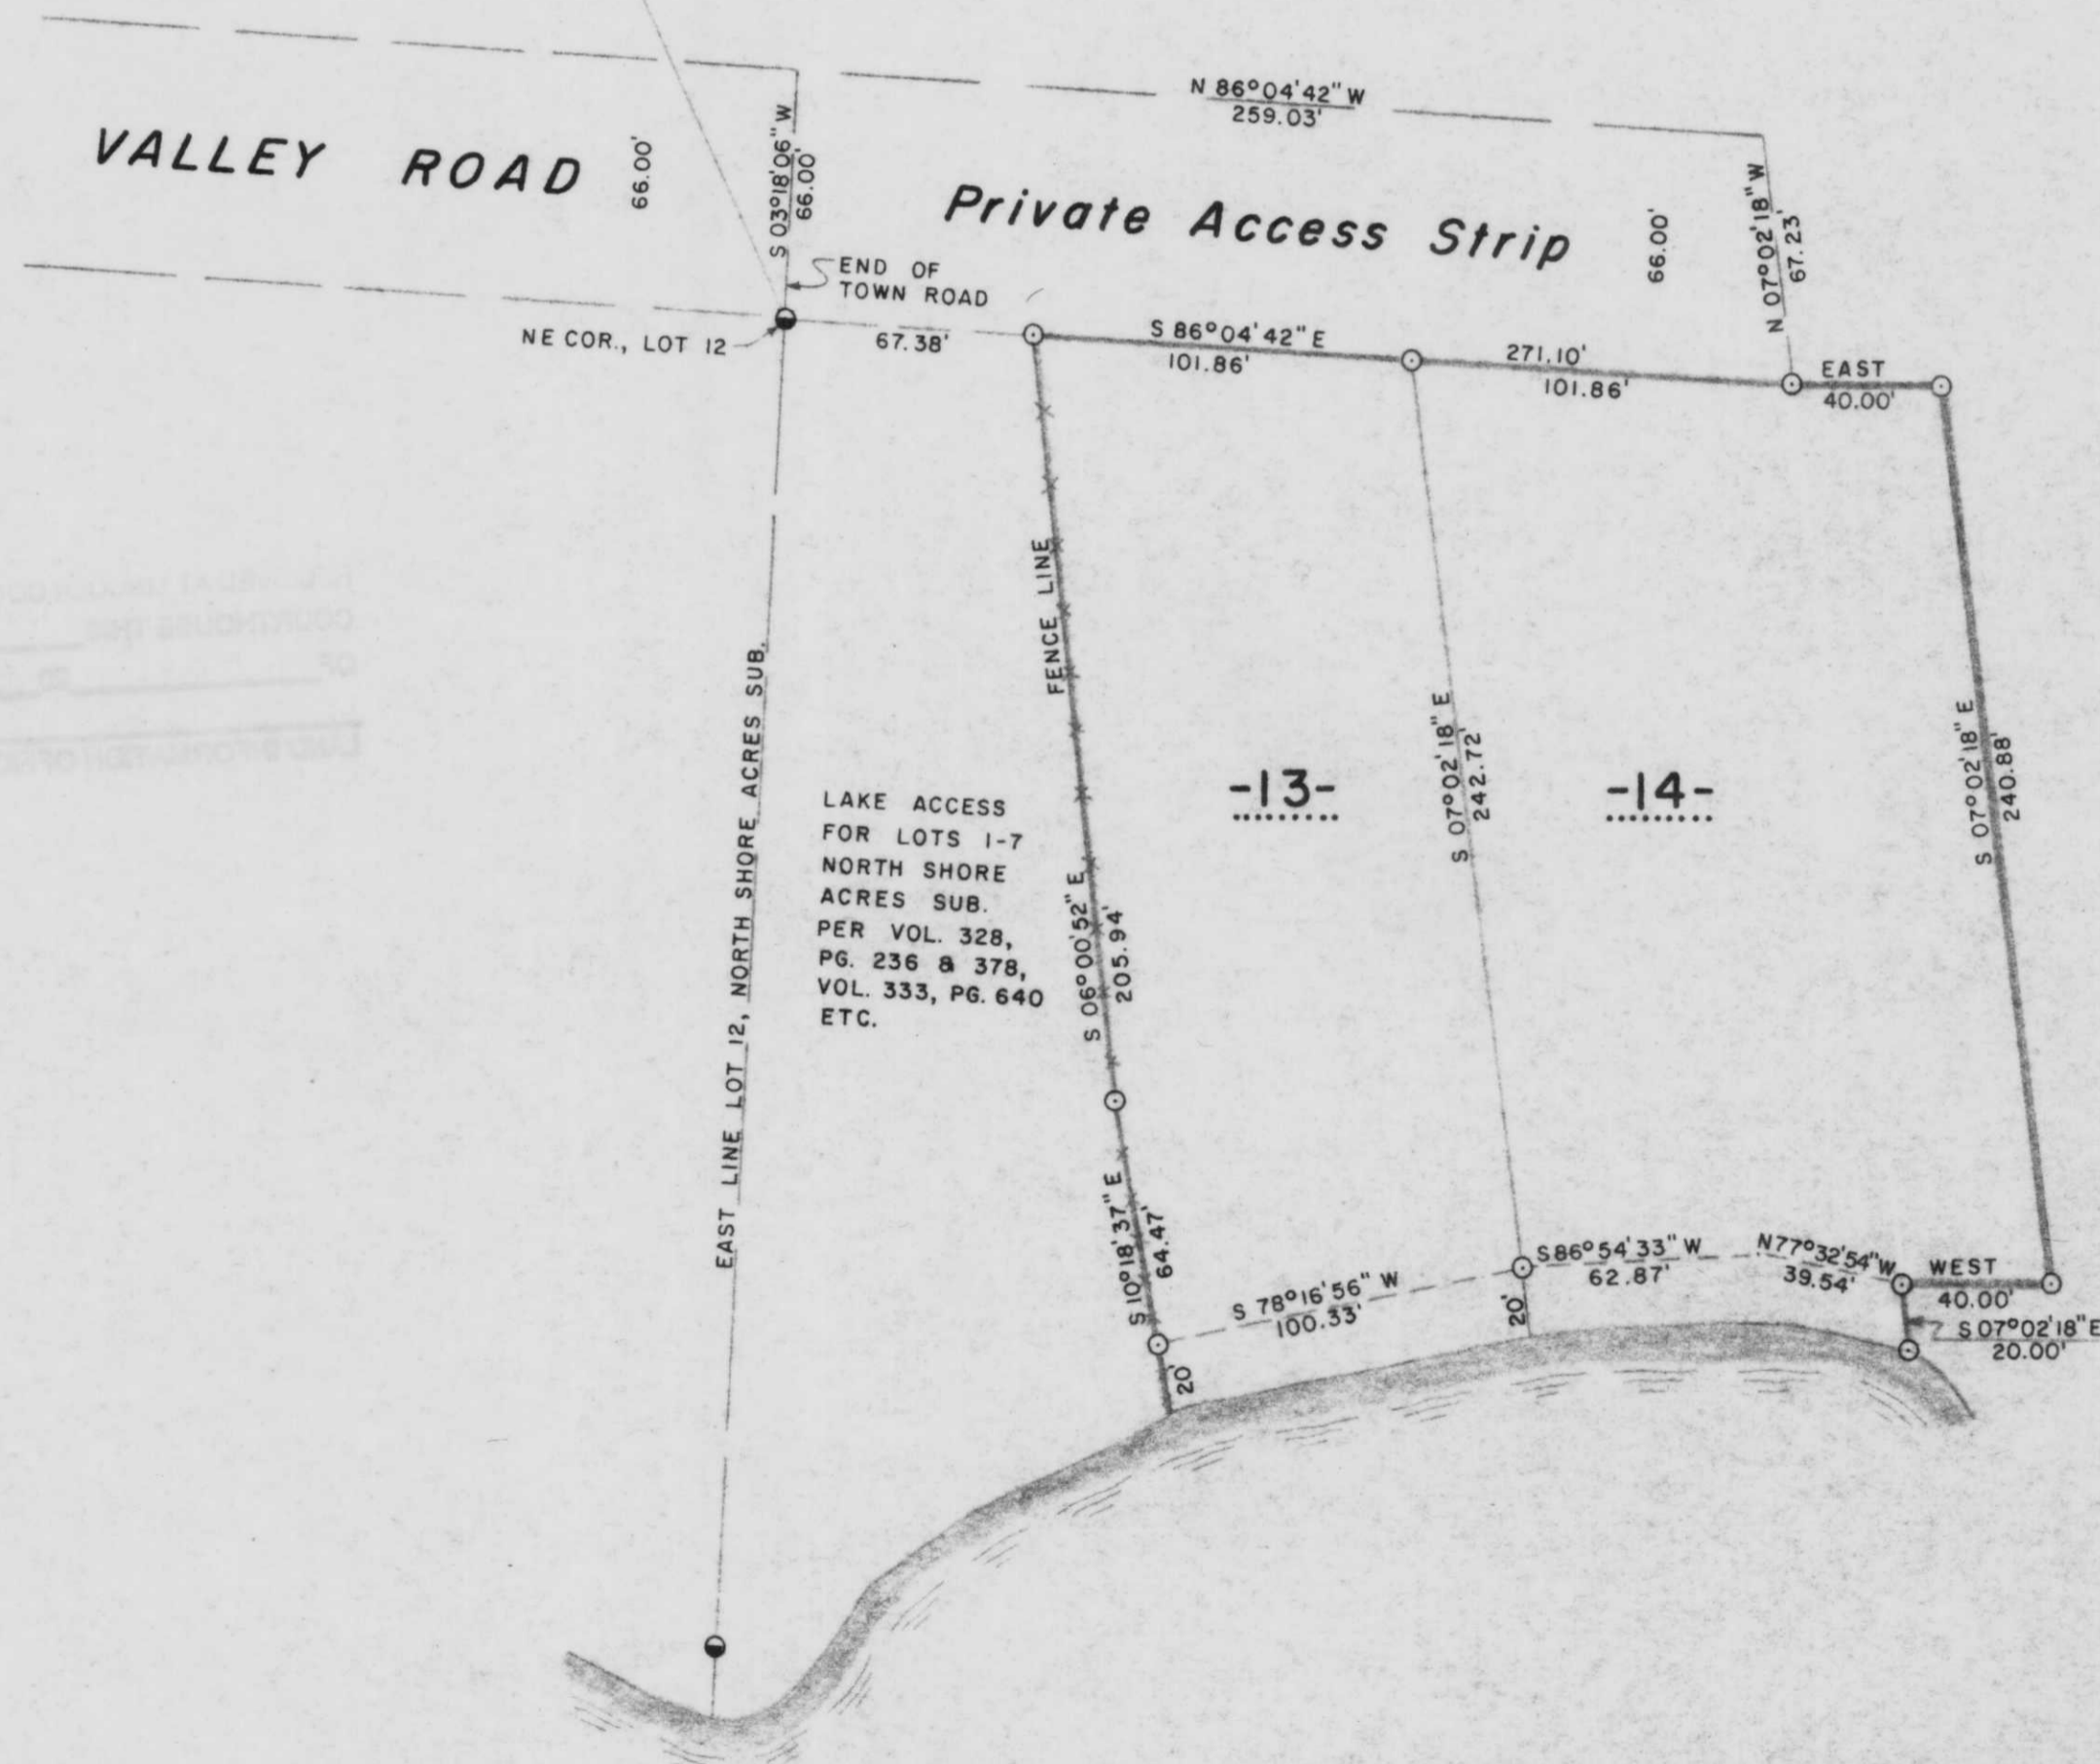 N 86°04'42" W
259.03'
VALLEY ROAD
66.00'
S 03°18'06" W
66.00'
Private Access Strip
66.00'
N 07°02'18" W
67.23'
END OF
TOWN ROAD
NE COR., LOT 12
67.38'
S 86°04'42" E
101.86'
271.10'
101.86'
EAST
40.00'
FENCE LINE
EAST LINE LOT 12, NORTH SHORE ACRES SUB.
LAKE ACCESS
FOR LOTS 1-7
NORTH SHORE
ACRES SUB.
PER VOL. 328,
PG. 236 & 378,
VOL. 333, PG. 640
ETC.
S 06°00'52" E
205.94'
-13-
S 07°02'18" E
242.72'
-14-
S 07°02'18" E
240.88'
S 10°18'37" E
64.47'
S 78°16'56" W
100.33'
S 86°54'33" W
62.87'
N 77°32'54" W
39.54'
WEST
40.00'
S 07°02'18" E
20.00'
20'
20'